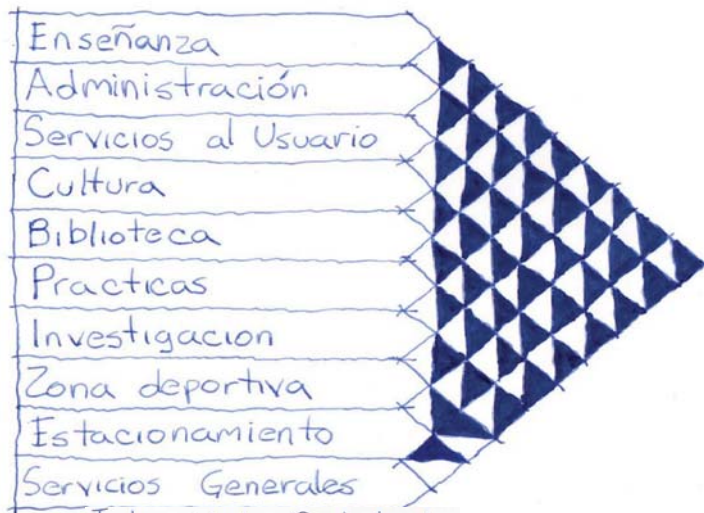 Enseñanza
Administración
Servicios al Usuario
Cultura
Biblioteca
Practicas
Investigacion
Zona deportiva
Estacionamiento
Servicios Generales